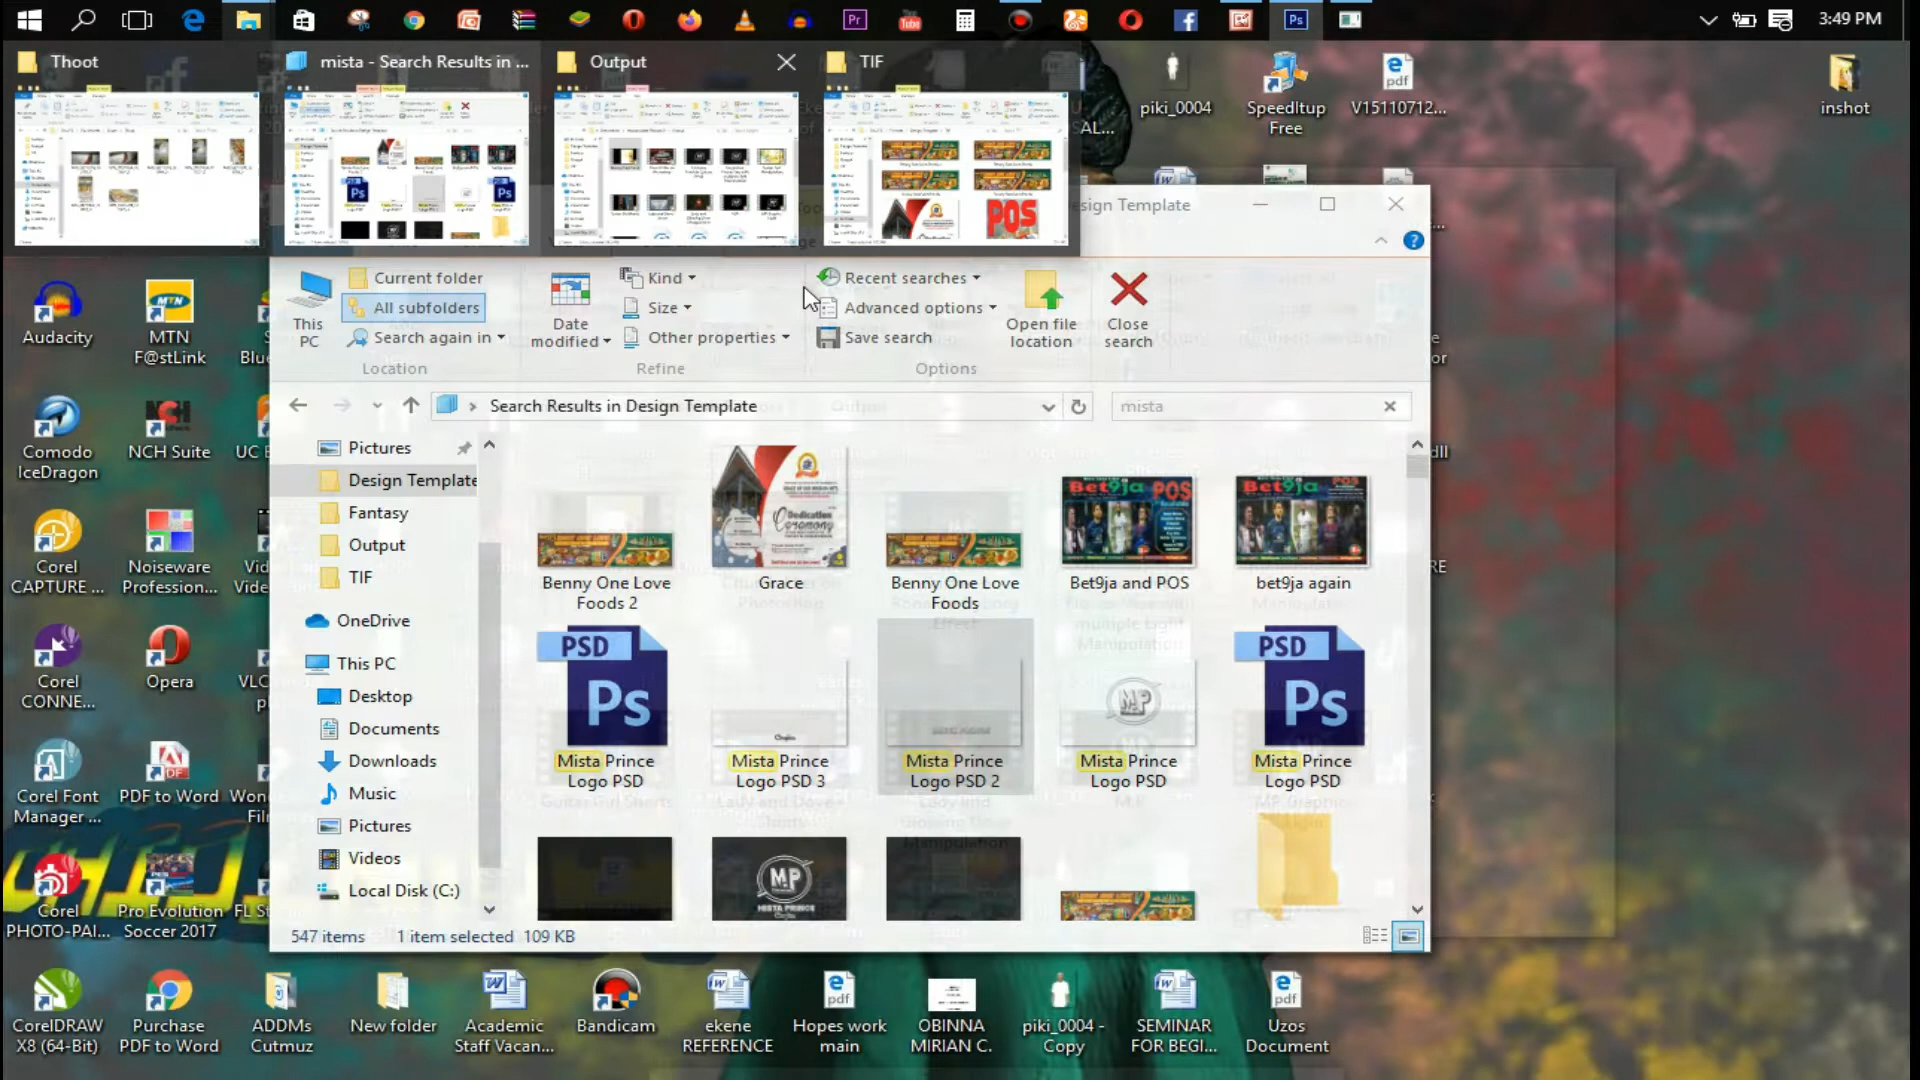 3:49 PM
Thoot
mista - Search Results in ...
Output
TIF
piki_0004
SpeedItup
Free
V15110712...
inshot
esign Template
Current folder
All subfolders
Search again in
This
PC
Location
Date
modified
Kind
Size
Other properties
Refine
Recent searches
Advanced options
Save search
Options
Open file
location
Close
search
Search Results in Design Template
mista
Pictures
Design Template
Fantasy
Output
TIF
OneDrive
This PC
Desktop
Documents
Downloads
Music
Pictures
Videos
Local Disk (C:)
Benny One Love
Foods 2
Grace
Benny One Love
Foods
Bet9ja and POS
bet9ja again
Mista Prince
Logo PSD
Mista Prince
Logo PSD 3
Mista Prince
Logo PSD 2
Mista Prince
Logo PSD
Mista Prince
Logo PSD
547 items
1 item selected 109 KB
Audacity
MTN
F@stLink
Comodo
IceDragon
NCH Suite
UC
Corel
CAPTURE ...
Noiseware
Profession...
Corel
CONNE...
Opera
VLC
Corel Font
Manager ...
PDF to Word
Corel
PHOTO-PAI...
Pro Evolution
Soccer 2017
CorelDRAW
X8 (64-Bit)
Purchase
PDF to Word
ADDMs
Cutmuz
New folder
Academic
Staff Vacan...
Bandicam
ekene
REFERENCE
Hopes work
main
OBINNA
MIRIAN C.
piki_0004 -
Copy
SEMINAR
FOR BEGI...
Uzos
Document